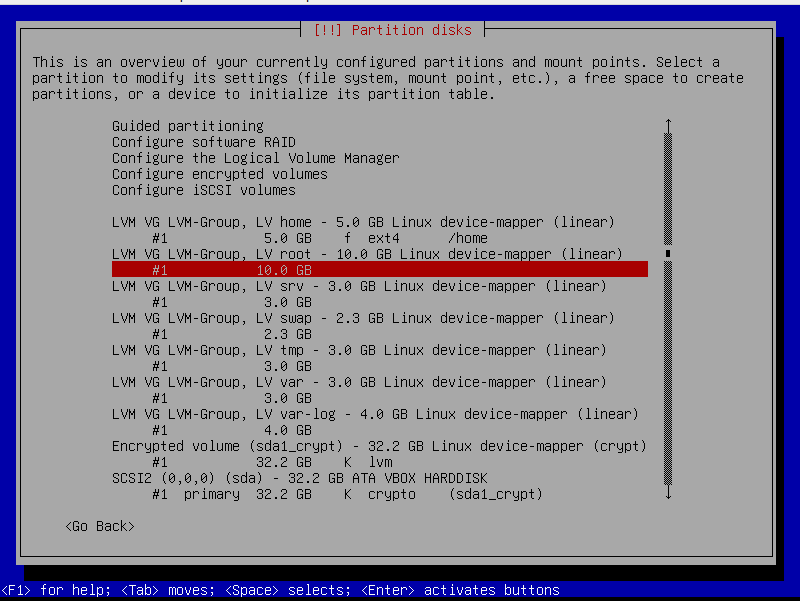 [!!] Partition disks
This is an overview of your currently configured partitions and mount points. Select a
partition to modify its settings (file system, mount point, etc.), a free space to create
partitions, or a device to initialize its partition table.
Guided partitioning
Configure software RAID
Configure the Logical Volume Manager
Configure encrypted volumes
Configure iSCSI volumes
LVM VG LVM-Group, LV home - 5.0 GB Linux device-mapper (linear)
#1 5.0 GB f ext4 /home
LVM VG LVM-Group, LV root - 10.0 GB Linux device-mapper (linear)
#1 10.0 GB
LVM VG LVM-Group, LV srv - 3.0 GB Linux device-mapper (linear)
#1 3.0 GB
LVM VG LVM-Group, LV swap - 2.3 GB Linux device-mapper (linear)
#1 2.3 GB
LVM VG LVM-Group, LV tmp - 3.0 GB Linux device-mapper (linear)
#1 3.0 GB
LVM VG LVM-Group, LV var - 3.0 GB Linux device-mapper (linear)
#1 3.0 GB
LVM VG LVM-Group, LV var-log - 4.0 GB Linux device-mapper (linear)
#1 4.0 GB
Encrypted volume (sda1_crypt) - 32.2 GB Linux device-mapper (crypt)
#1 32.2 GB K lvm
SCSI2 (0,0,0) (sda) - 32.2 GB ATA VBOX HARDDISK
#1 primary 32.2 GB K crypto (sda1_crypt)
<Go Back>
<F1> for help; <Tab> moves; <Space> selects; <Enter> activates buttons